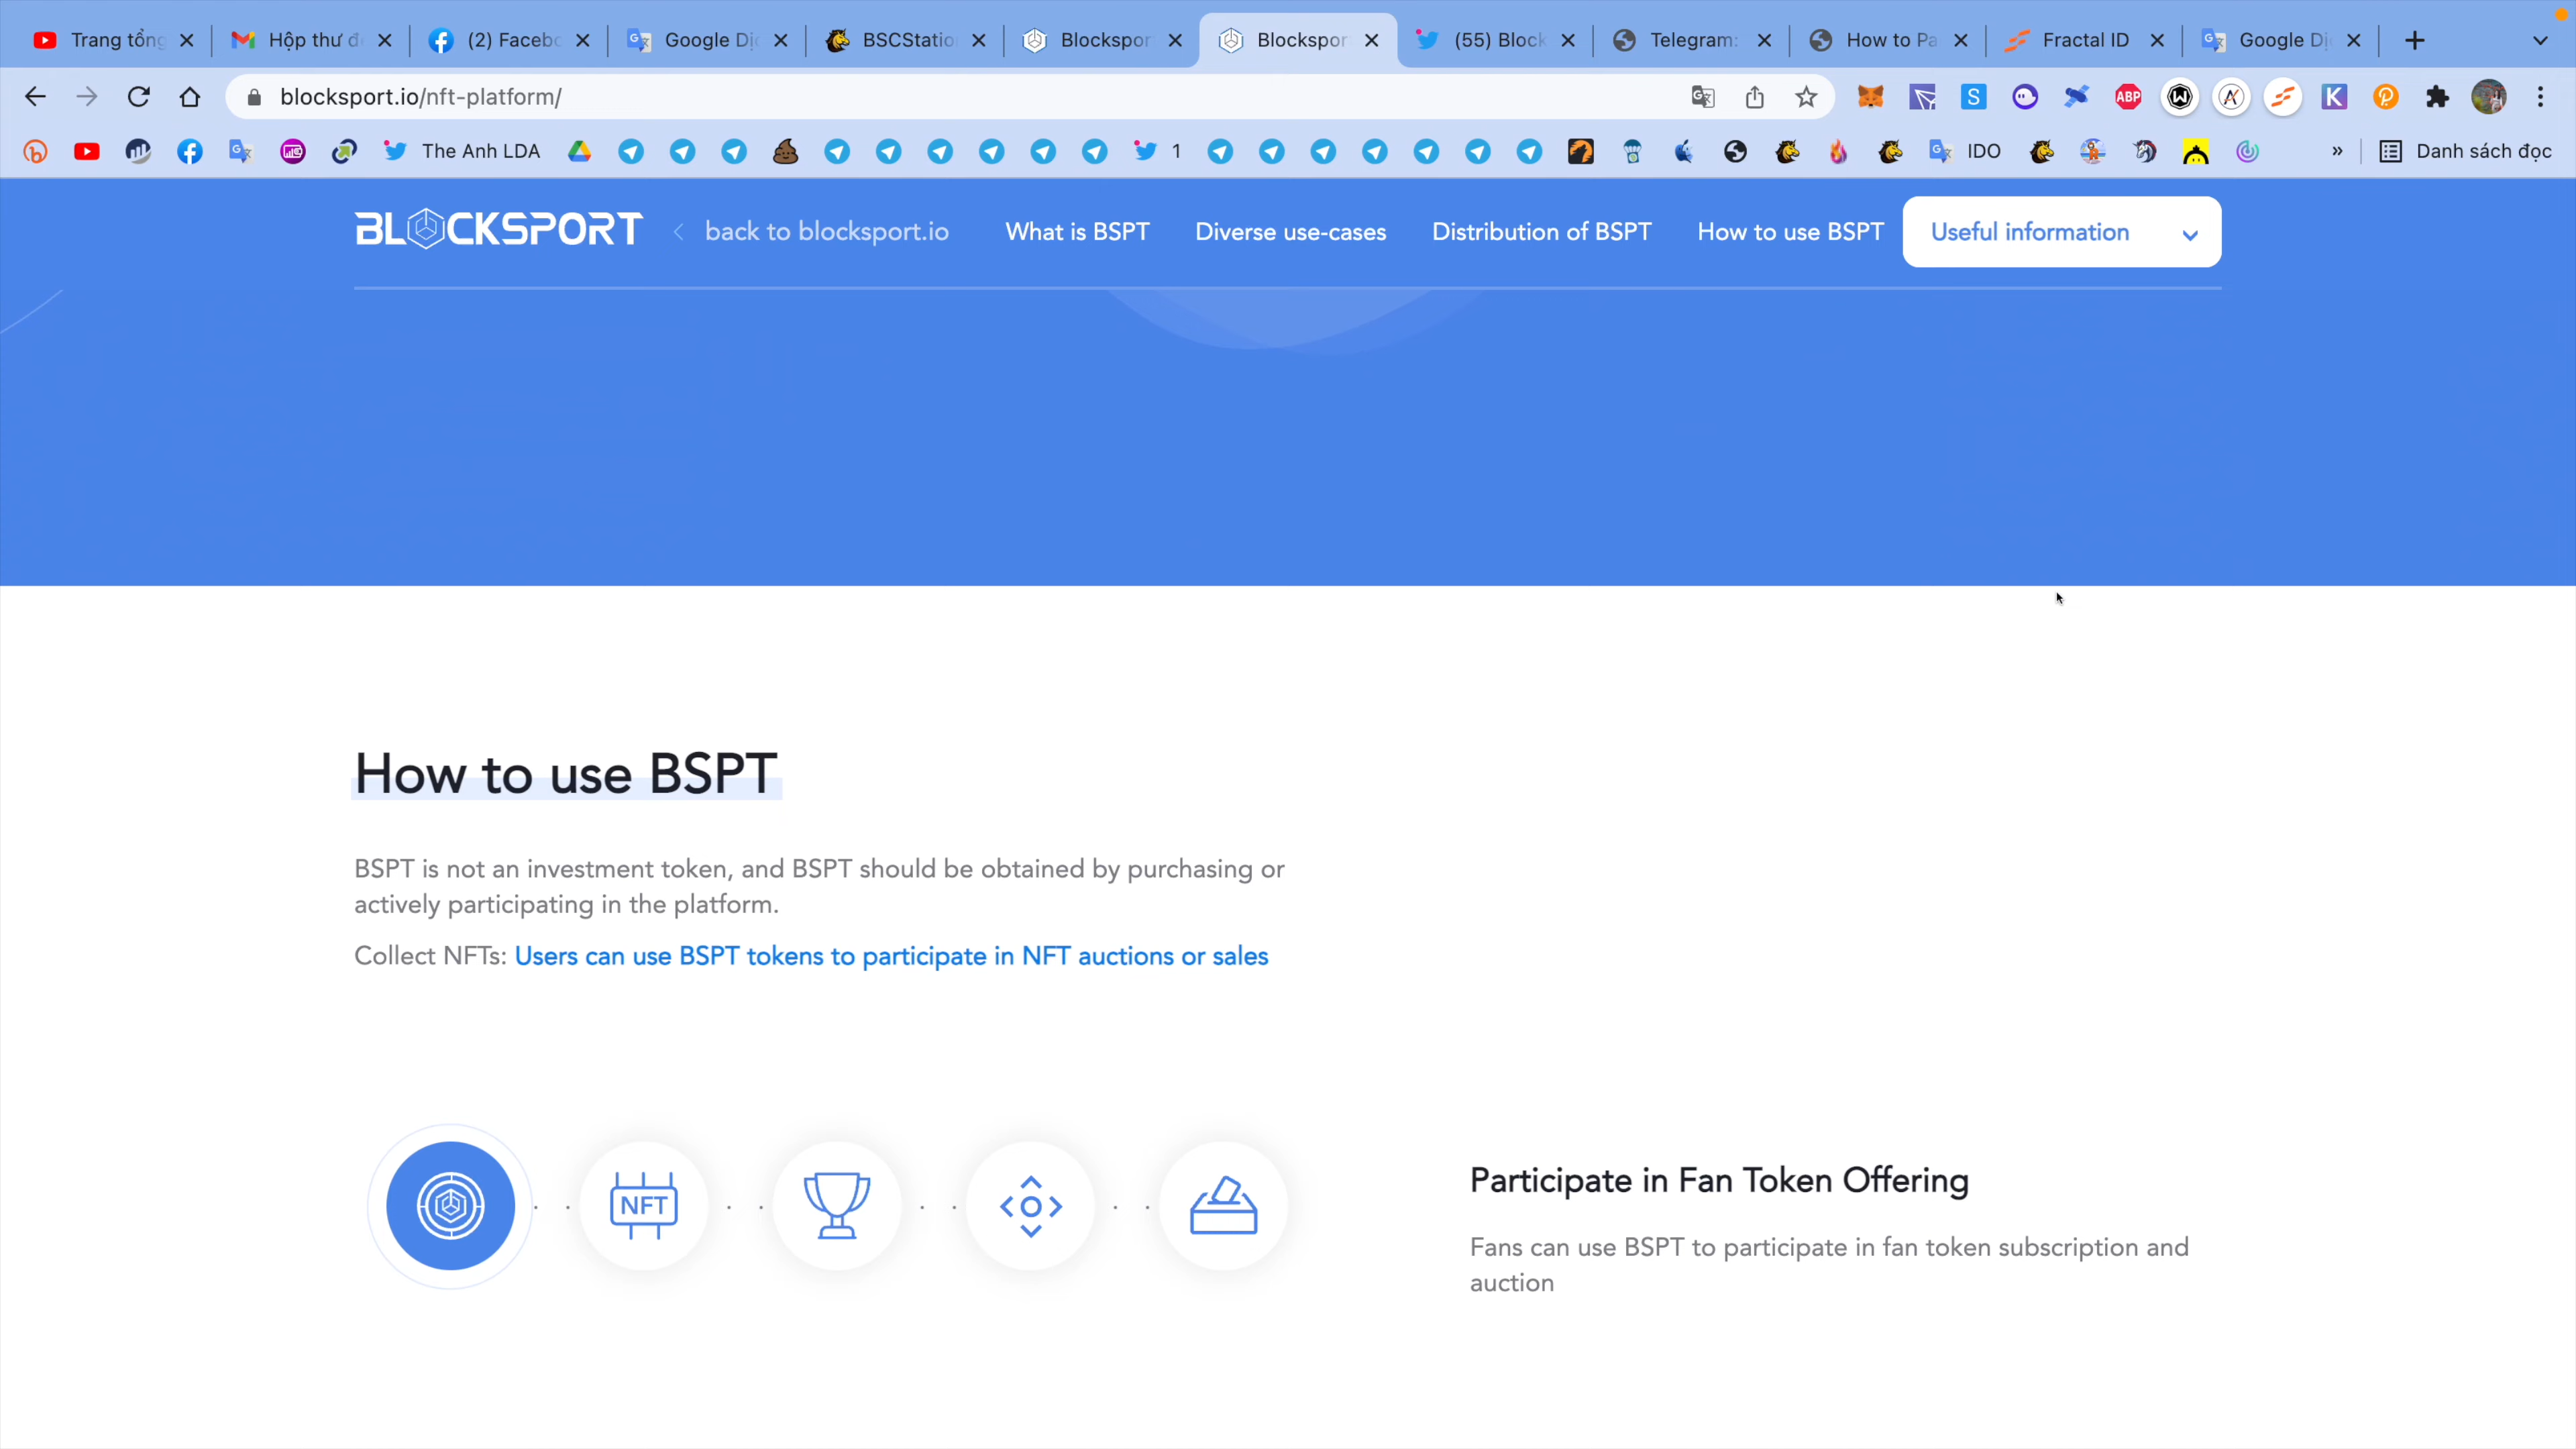 Trang tổng
Hộp thư đ
(2) Facebo
Google Dị
BSCStatio
Blockspor
Blockspor
(55) Block
Telegram:
How to Pa
Fractal ID
Google Dị
blocksport.io/nft-platform/
ABP
The Anh LDA
1
IDO
Danh sách đọc
BLOCKSPORT
back to blocksport.io
What is BSPT
Diverse use-cases
Distribution of BSPT
How to use BSPT
Useful information
How to use BSPT
BSPT is not an investment token, and BSPT should be obtained by purchasing or
actively participating in the platform.
Collect NFTs: Users can use BSPT tokens to participate in NFT auctions or sales
NFT
Participate in Fan Token Offering
Fans can use BSPT to participate in fan token subscription and
auction